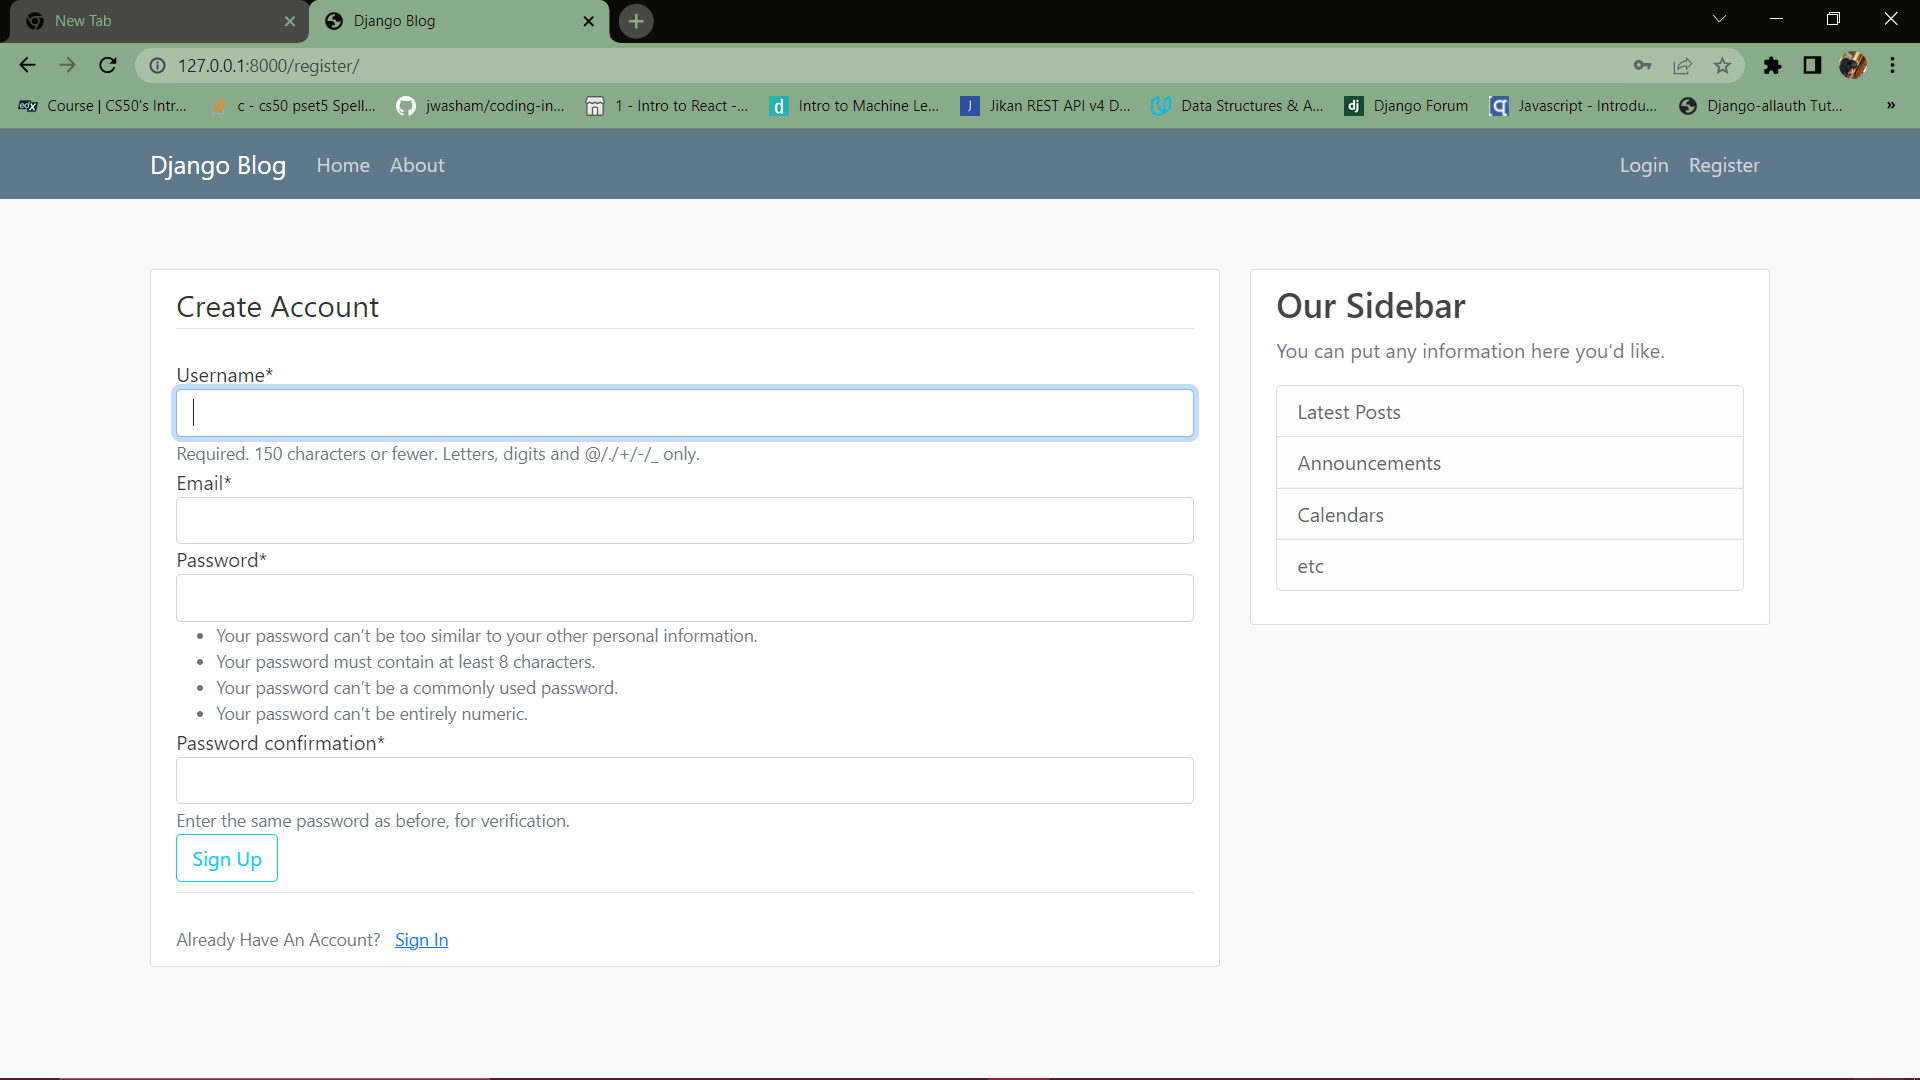 New Tab
Django Blog
127.0.0.1:8000/register/
edX Course | CS50's Intr...
c - cs50 pset5 Spell...
jwasham/coding-in...
1 - Intro to React -...
d Intro to Machine Le...
J Jikan REST API v4 D...
Data Structures & A...
dj Django Forum
Javascript - Introdu...
Django-allauth Tut...
»
Django Blog Home About Login Register
Create Account
Username*
Required. 150 characters or fewer. Letters, digits and @/./+/-/_ only.
Email*
Password*
• Your password can’t be too similar to your other personal information.
• Your password must contain at least 8 characters.
• Your password can’t be a commonly used password.
• Your password can’t be entirely numeric.
Password confirmation*
Enter the same password as before, for verification.
Sign Up
Already Have An Account? Sign In
Our Sidebar
You can put any information here you'd like.
Latest Posts
Announcements
Calendars
etc